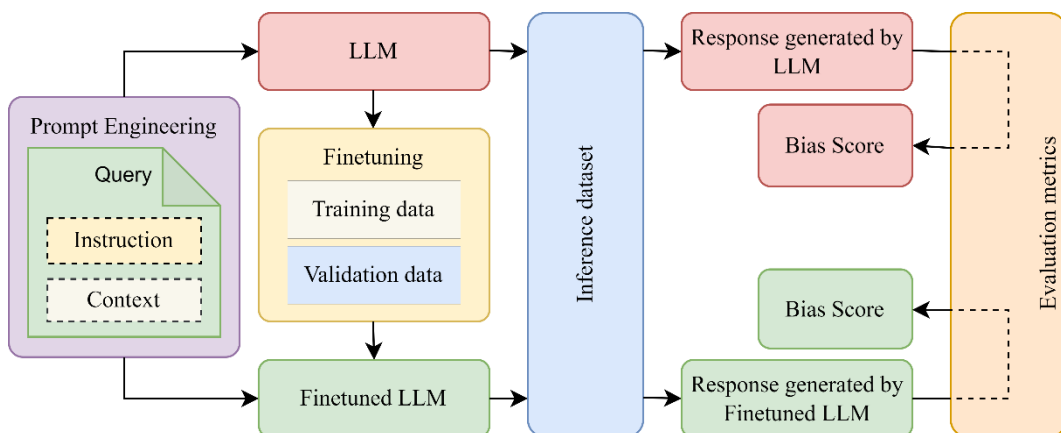 Prompt Engineering
Query
Instruction
Context
LLM
Finetuning
Training data
Validation data
Finetuned LLM
Inference dataset
Response generated by
LLM
Bias Score
Bias Score
Response generated by
Finetuned LLM
Evaluation metrics